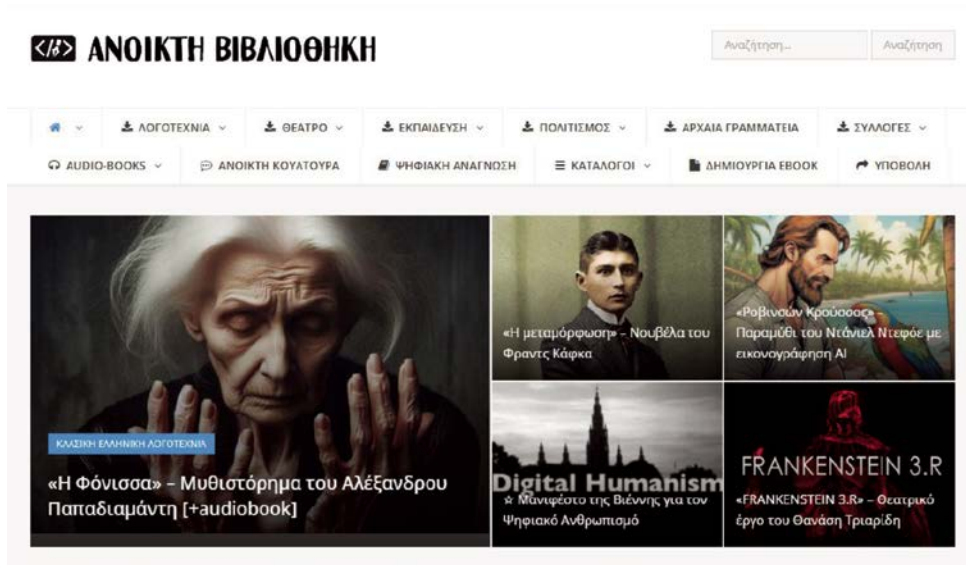 </> ΑΝΟΙΚΤΗ ΒΙΒΛΙΟΘΗΚΗ
Αναζήτηση...
Αναζήτηση
ΛΟΓΟΤΕΧΝΙΑ
ΘΕΑΤΡΟ
ΕΚΠΑΙΔΕΥΣΗ
ΠΟΛΙΤΙΣΜΟΣ
ΑΡΧΑΙΑ ΓΡΑΜΜΑΤΕΙΑ
ΣΥΛΛΟΓΕΣ
AUDIO-BOOKS
ΑΝΟΙΚΤΗ ΚΟΥΛΤΟΥΡΑ
ΨΗΦΙΑΚΗ ΑΝΑΓΝΩΣΗ
ΚΑΤΑΛΟΓΟΙ
ΔΗΜΙΟΥΡΓΙΑ EBOOK
ΥΠΟΒΟΛΗ
ΚΛΑΣΙΚΗ ΕΛΛΗΝΙΚΗ ΛΟΓΟΤΕΧΝΙΑ
«Η Φόνισσα» – Μυθιστόρημα του Αλέξανδρου
Παπαδιαμάντη [+audiobook]
«Η μεταμόρφωση» – Νουβέλα του
Φραντς Κάφκα
«Ροβινσών Κρούσοος» –
Παραμύθι του Ντάνιελ Ντεφόε με
εικονογράφηση AI
Digital Humanism
☆ Μανιφέστο της Βιέννης για τον
Ψηφιακό Ανθρωπισμό
FRANKENSTEIN 3.R
«FRANKENSTEIN 3.R» – Θεατρικό
έργο του Θανάση Τριαρίδη